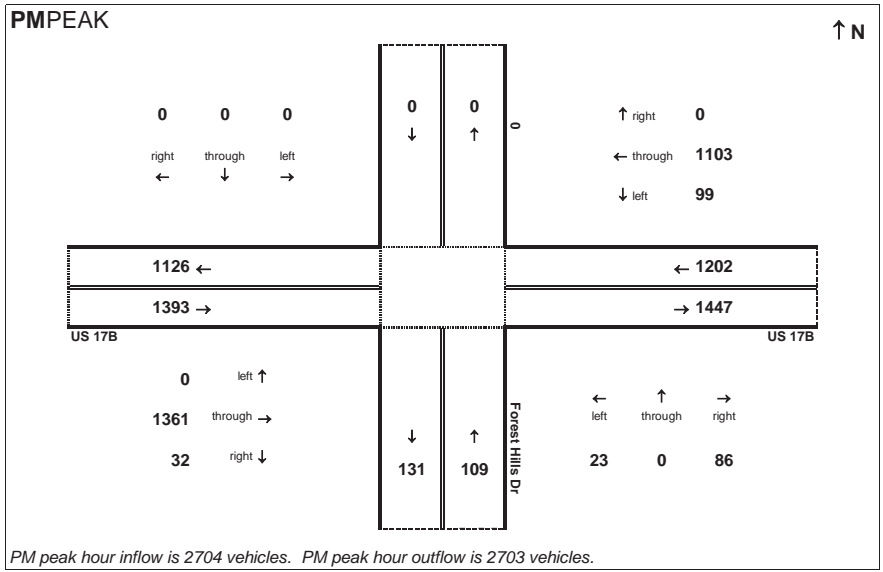 PMPEAK
↑ N
0 0 0
right through left
← ↓ →
0 0
↓ ↑
0
↑ right 0
← through 1103
↓ left 99
1126 ←
1393 →
← 1202
→ 1447
US 17B
US 17B
0 left ↑
1361 through →
32 right ↓
↓ ↑
131 109
Forest Hills Dr
← ↑ →
left through right
23 0 86
PM peak hour inflow is 2704 vehicles. PM peak hour outflow is 2703 vehicles.